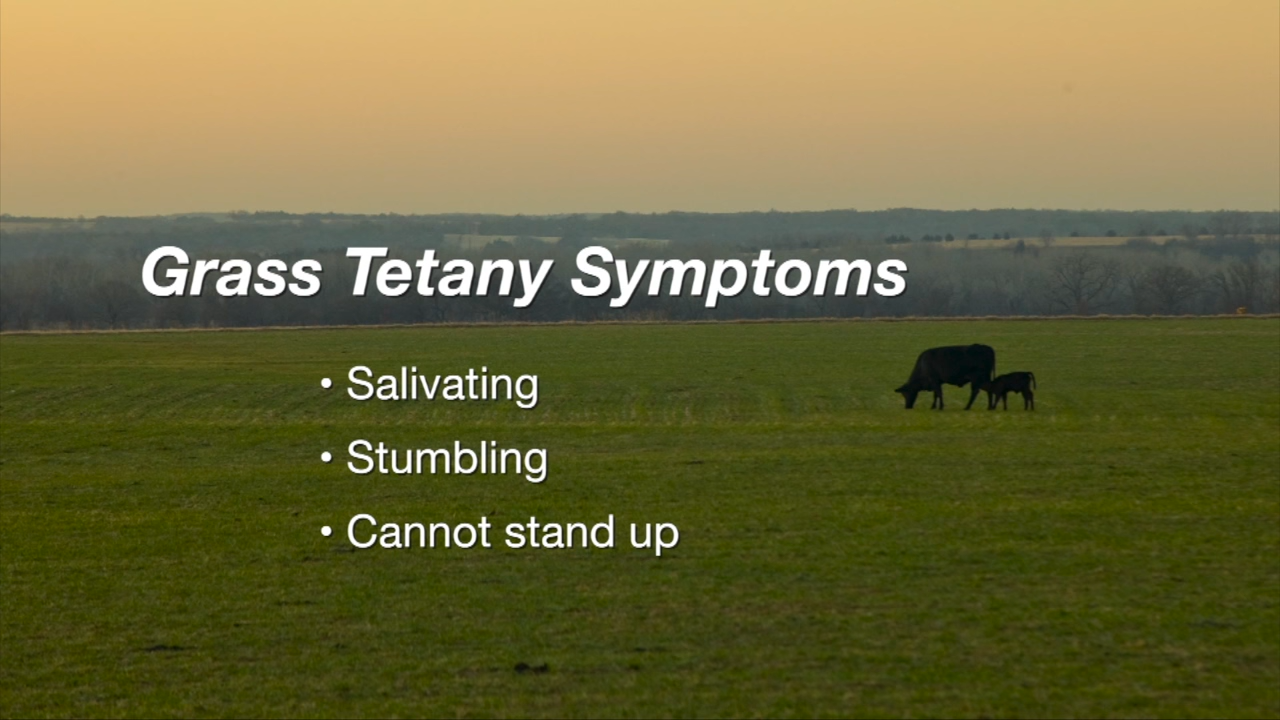 Grass Tetany Symptoms
• Salivating
• Stumbling
• Cannot stand up